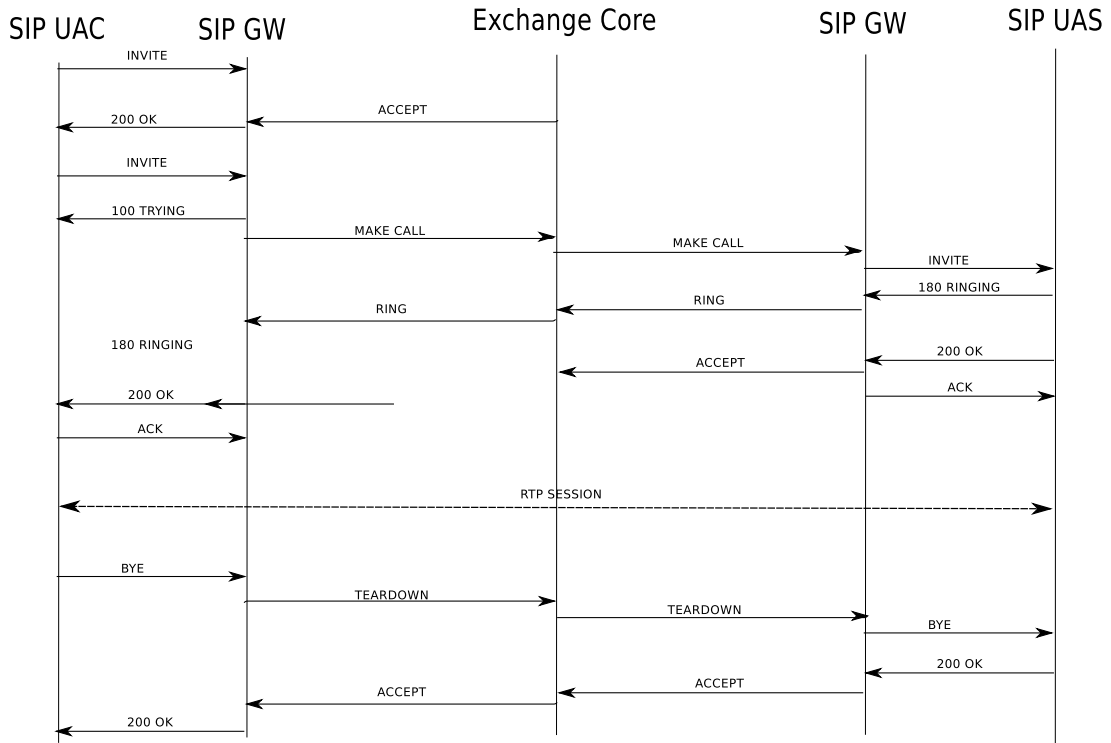 SIP UAC
SIP GW
Exchange Core
SIP GW
SIP UAS
INVITE
ACCEPT
200 OK
INVITE
100 TRYING
MAKE CALL
MAKE CALL
INVITE
180 RINGING
RING
RING
180 RINGING
200 OK
ACCEPT
ACK
200 OK
ACK
RTP SESSION
BYE
TEARDOWN
TEARDOWN
BYE
200 OK
ACCEPT
ACCEPT
200 OK